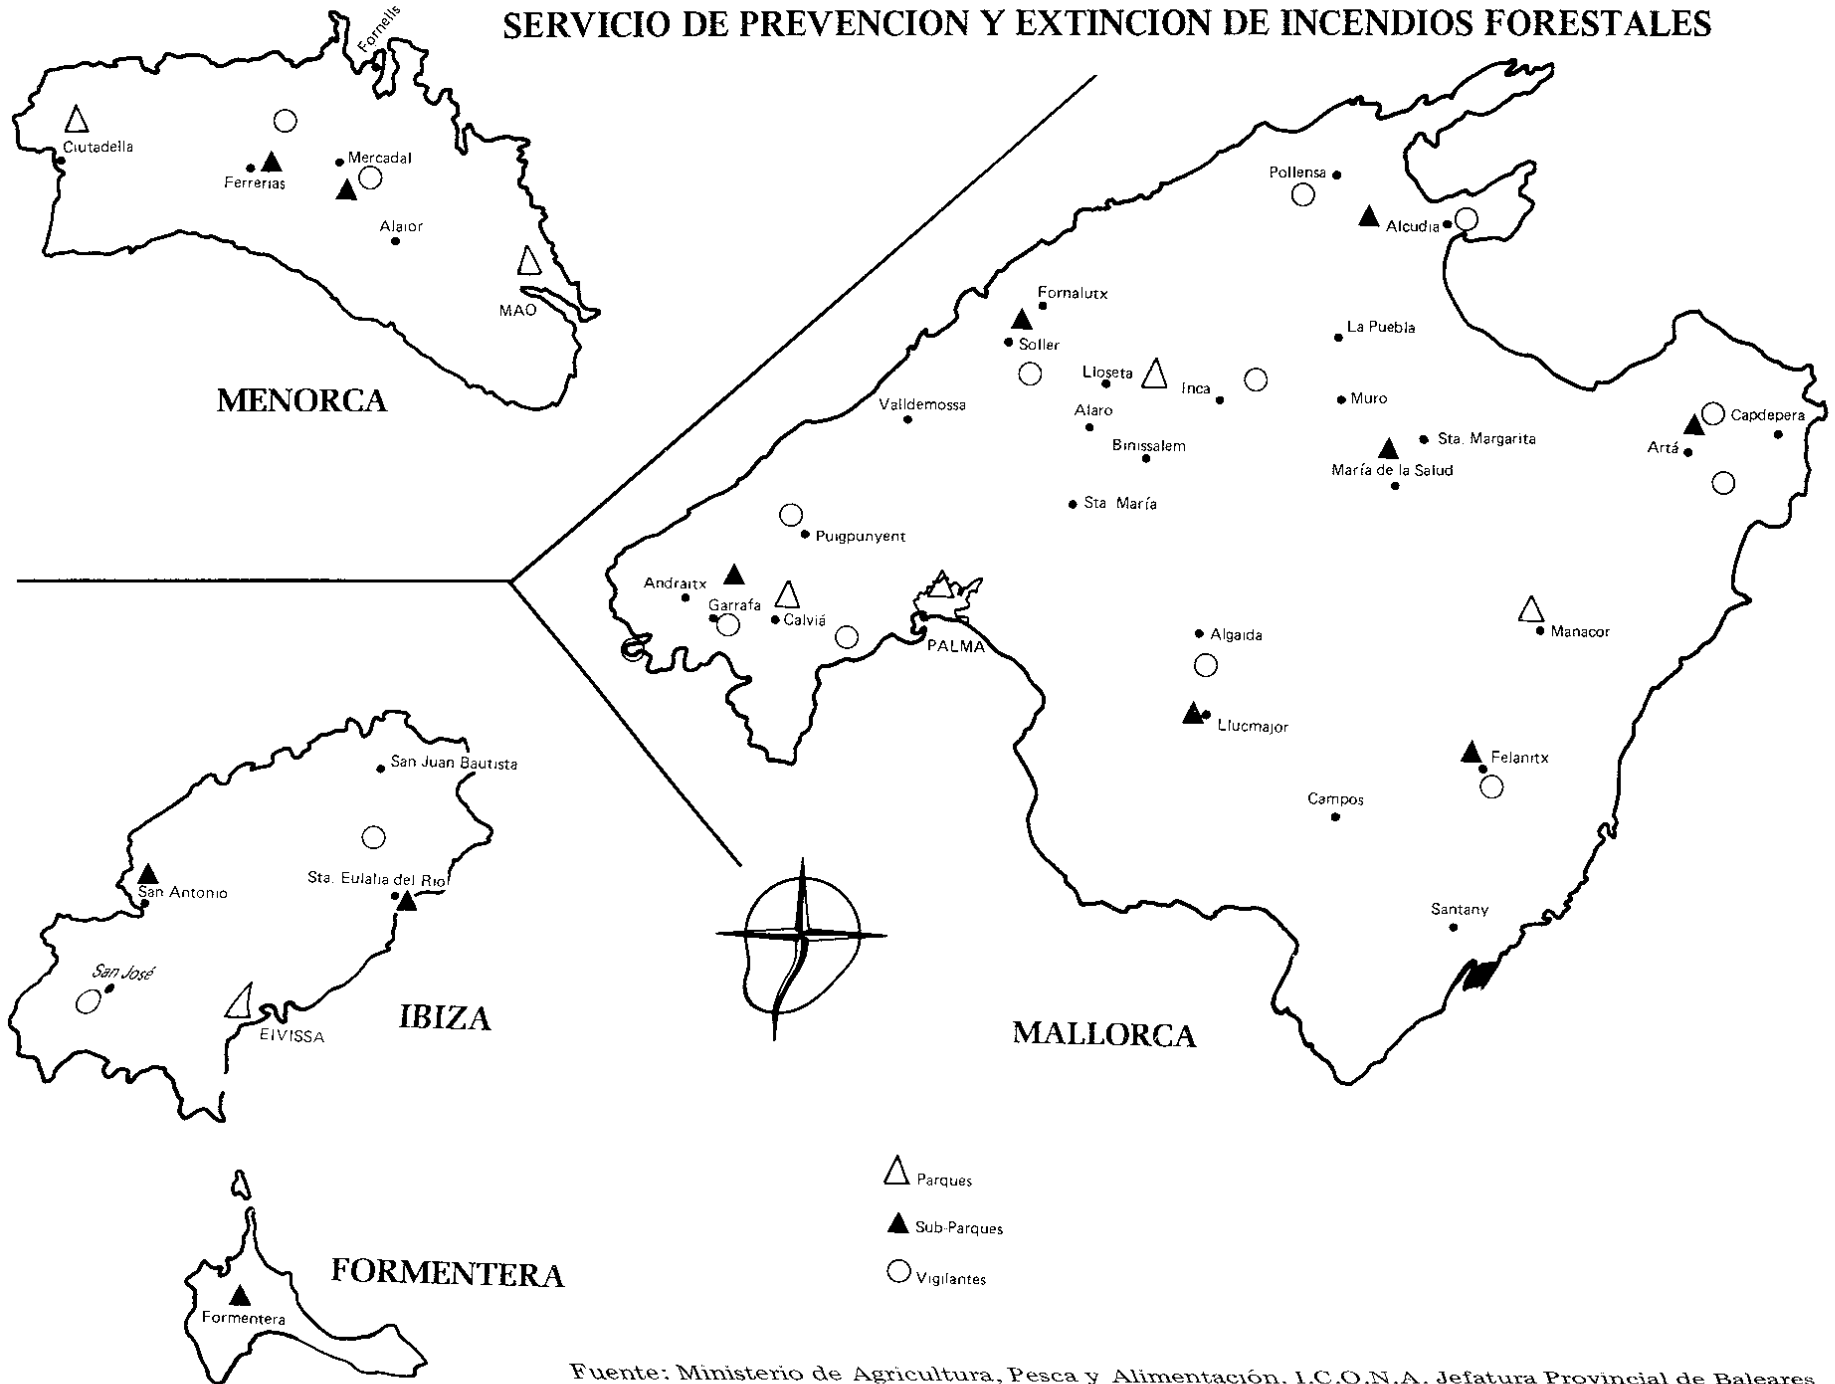 SERVICIO DE PREVENCION Y EXTINCION DE INCENDIOS FORESTALES
Fornells
Ciutadella
Ferrerias
Mercadal
Alaior
MAO
MENORCA
Pollensa
Alcudia
Fornalutx
Soller
La Puebla
Lloseta
Inca
Muro
Valldemossa
Alaro
Binissalem
Sta. Margarita
María de la Salud
Capdepera
Artá
Sta María
Puigpunyent
Andraitx
Garrafa
Calviá
PALMA
Algaida
Manacor
Llucmajor
Felanitx
Campos
Santany
MALLORCA
San Juan Bautista
San Antonio
Sta. Eulalia del Rio
San José
EIVISSA
IBIZA
Parques
Sub-Parques
Vigilantes
FORMENTERA
Formentera
Fuente: Ministerio de Agricultura, Pesca y Alimentación. I.C.O.N.A. Jefatura Provincial de Baleares